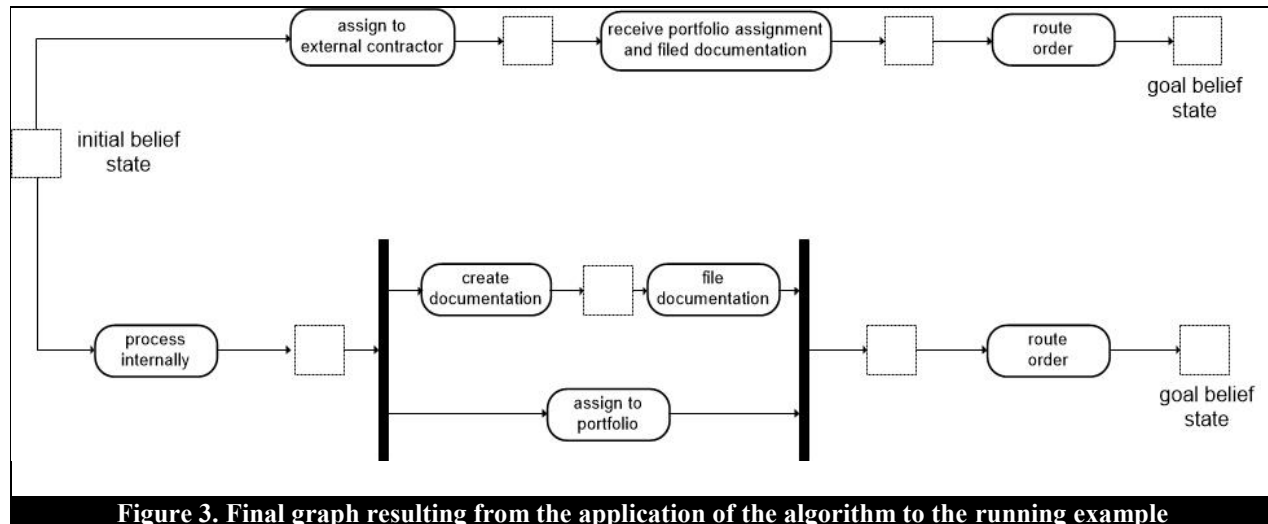 assign to
external contractor
receive portfolio assignment
and filed documentation
route
order
goal belief
state
initial belief
state
create
documentation
file
documentation
process
internally
assign to
portfolio
route
order
goal belief
state
Figure 3. Final graph resulting from the application of the algorithm to the running example